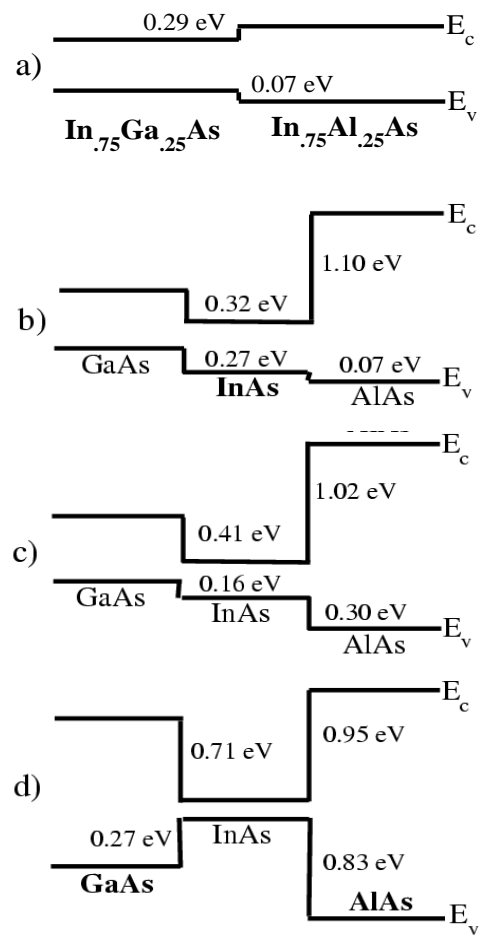 0.29 eV E_c
a)
0.07 eV E_v
In.75Ga.25As In.75Al.25As
E_c
1.10 eV
b) 0.32 eV
GaAs 0.27 eV 0.07 eV E_v
InAs AlAs
E_c
1.02 eV
0.41 eV
c)
GaAs 0.16 eV
InAs 0.30 eV E_v
AlAs
E_c
0.71 eV 0.95 eV
d)
0.27 eV InAs
GaAs 0.83 eV
AlAs
E_v